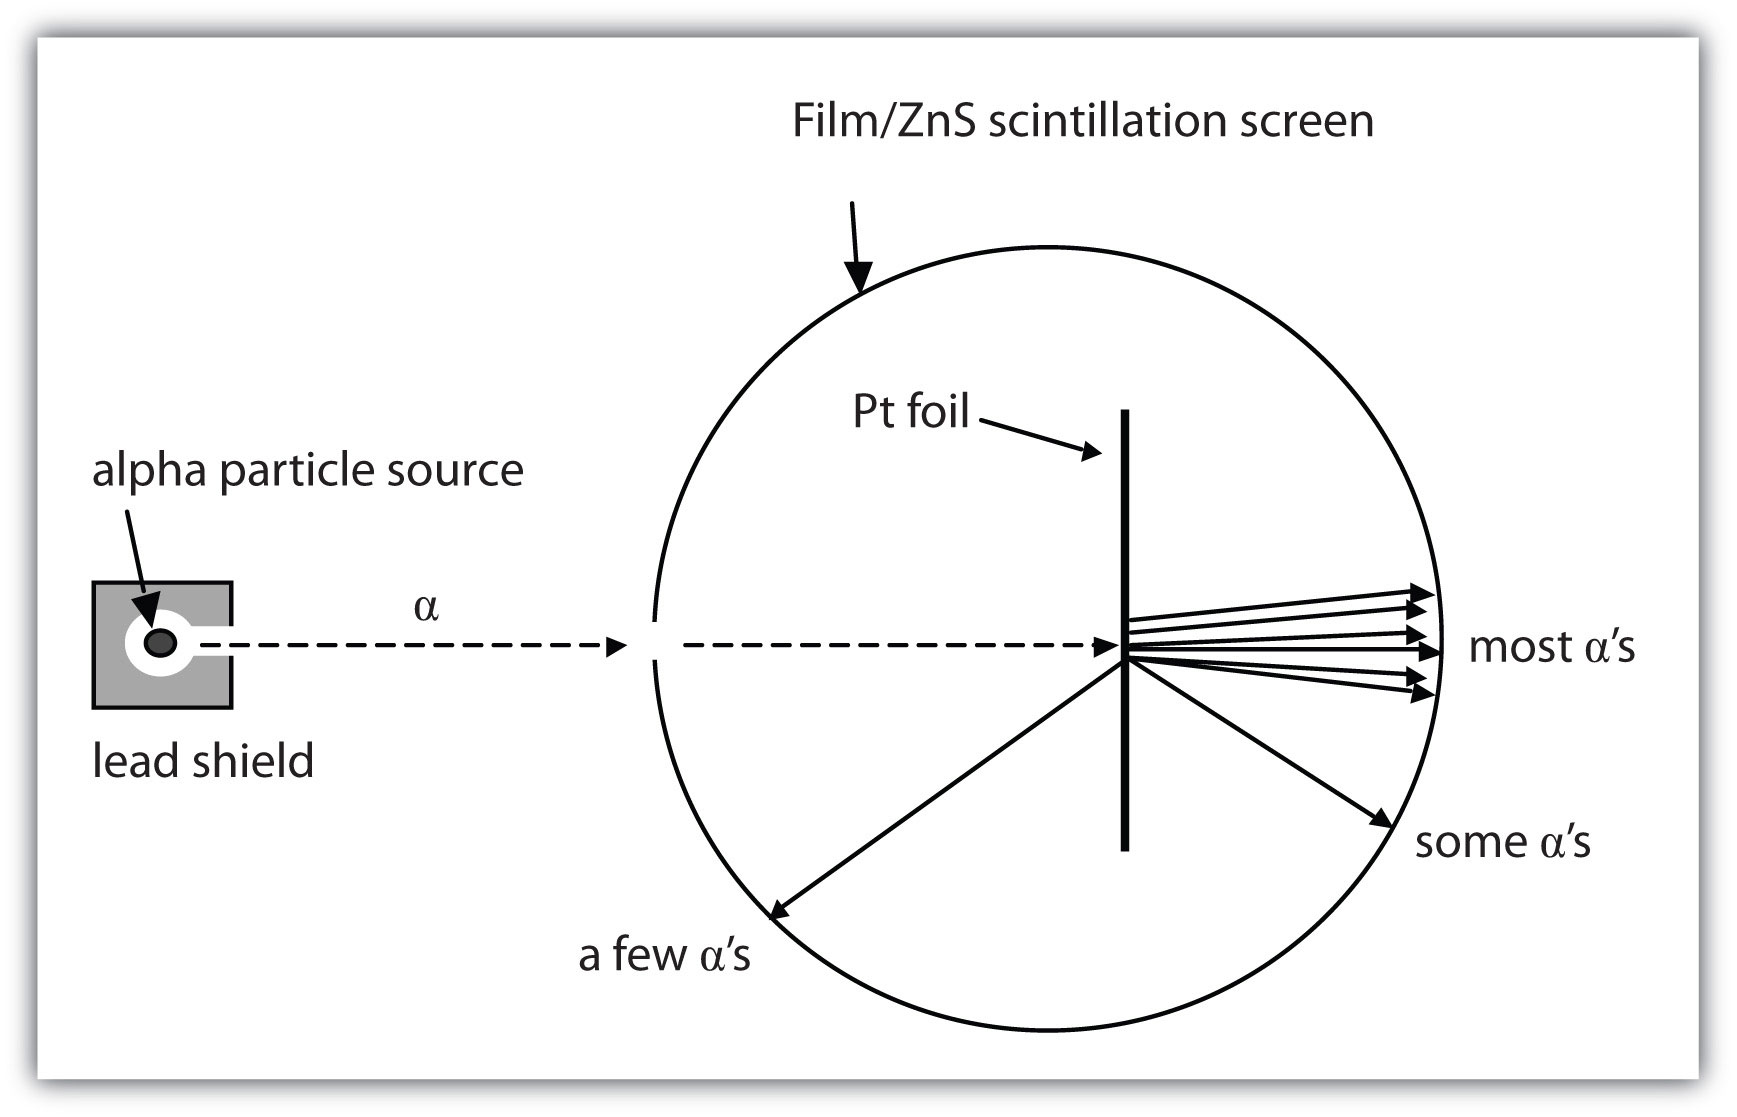 Film/ZnS scintillation screen
Pt foil
alpha particle source
α
most α's
lead shield
some α's
a few α's